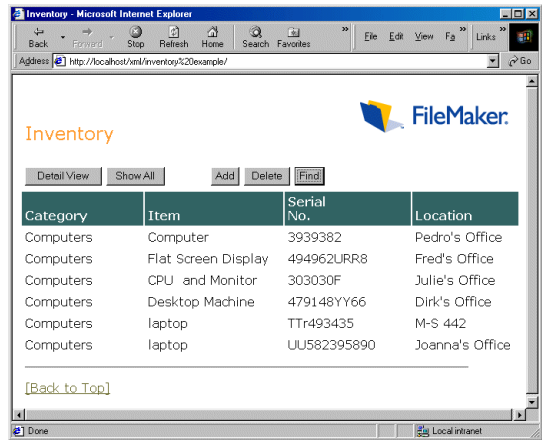 Inventory - Microsoft Internet Explorer
Back Forward Stop Refresh Home Search Favorites » File Edit View Fa » Links »
Address http://localhost/xml/inventory%20example/ Go
FileMaker.
Inventory
Detail View Show All Add Delete Find
Category Item Serial No. Location
Computers Computer 3939382 Pedro's Office
Computers Flat Screen Display 494962URR8 Fred's Office
Computers CPU and Monitor 303030F Julie's Office
Computers Desktop Machine 479148YY66 Dirk's Office
Computers laptop TTr493435 M-S 442
Computers laptop UU582395890 Joanna's Office
[Back to Top]
Done Local intranet